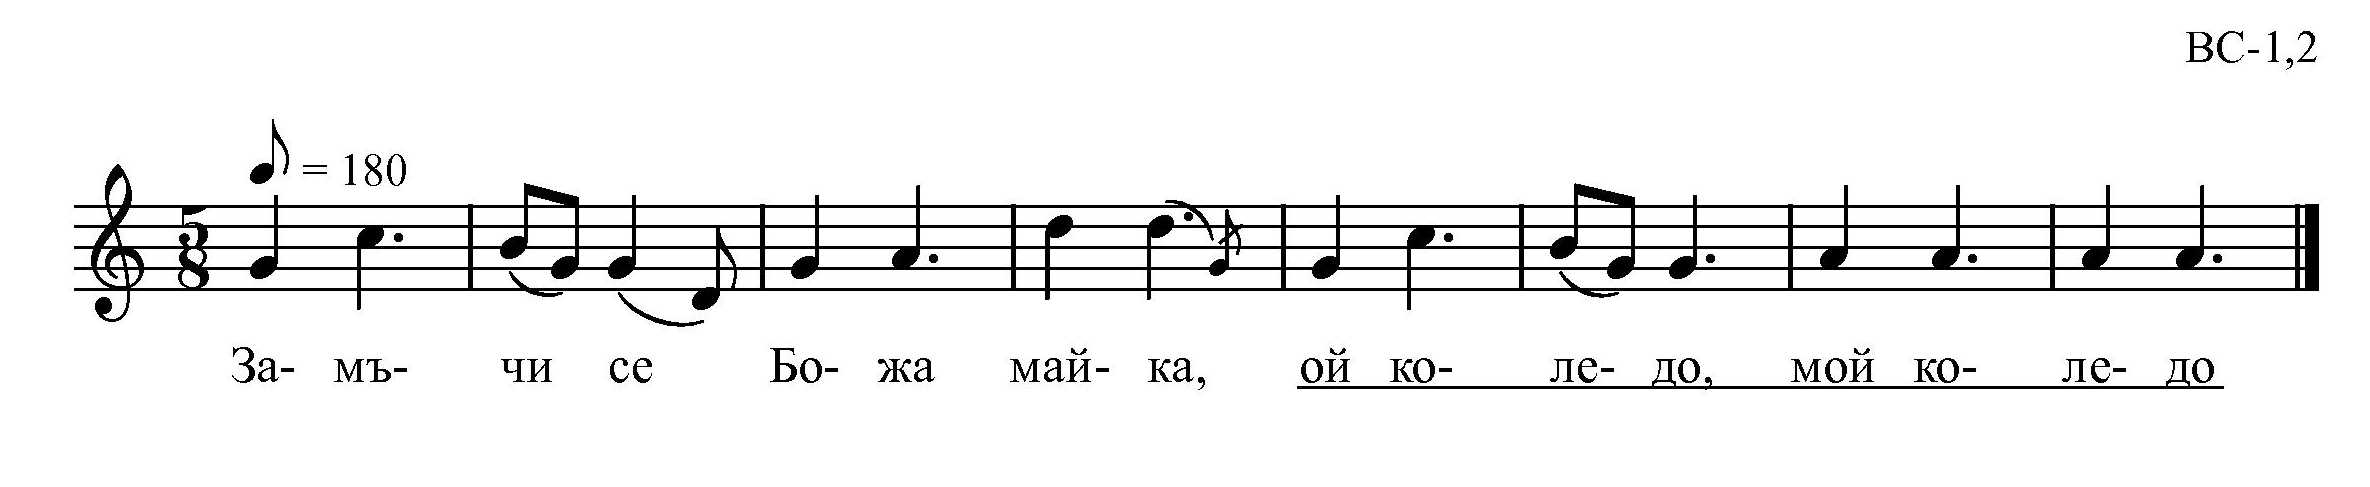 ВС-1,2
= 180
5
8
За- мъ- чи се Бо- жа май- ка, ой ко- ле- до, мой ко- ле- до